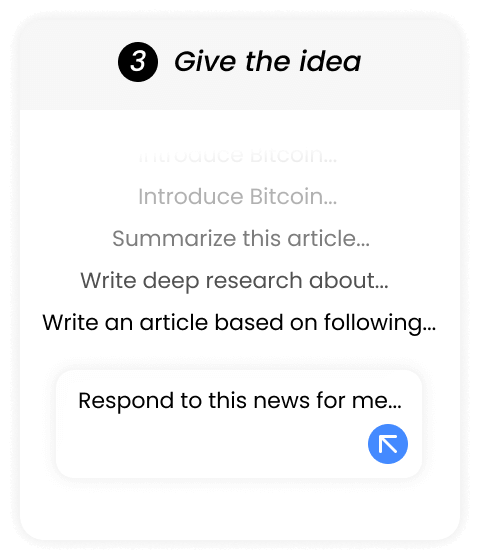 3 Give the idea
Introduce Bitcoin...
Introduce Bitcoin...
Summarize this article...
Write deep research about...
Write an article based on following...
Respond to this news for me...